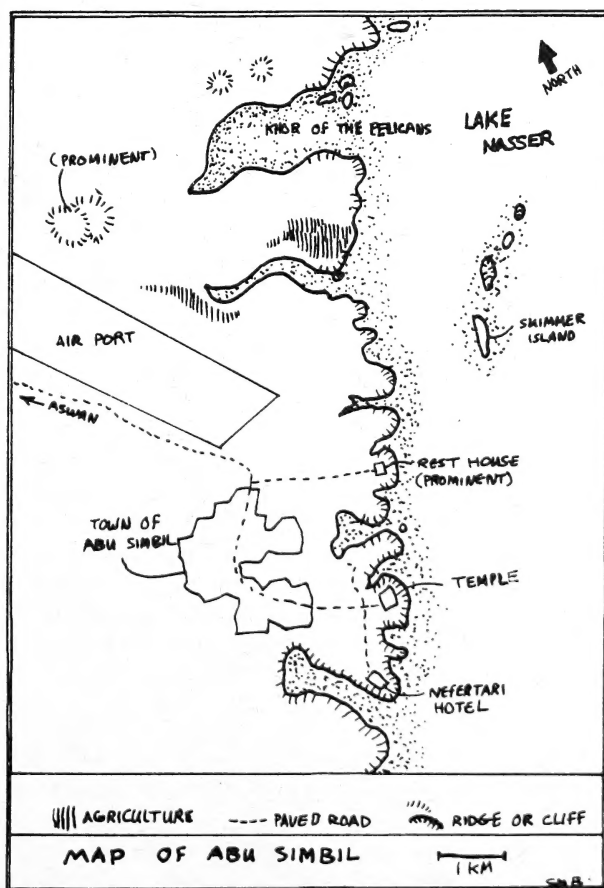 NORTH
KHOR OF THE PELICANS
LAKE
NASSER
(PROMINENT)
AIR PORT
SKIMMER
ISLAND
ASWAN
REST HOUSE
(PROMINENT)
TOWN OF
ABU SIMBIL
TEMPLE
NEFERTARI
HOTEL
AGRICULTURE
PAVED ROAD
RIDGE OR CLIFF
MAP OF ABU SIMBIL
1 KM